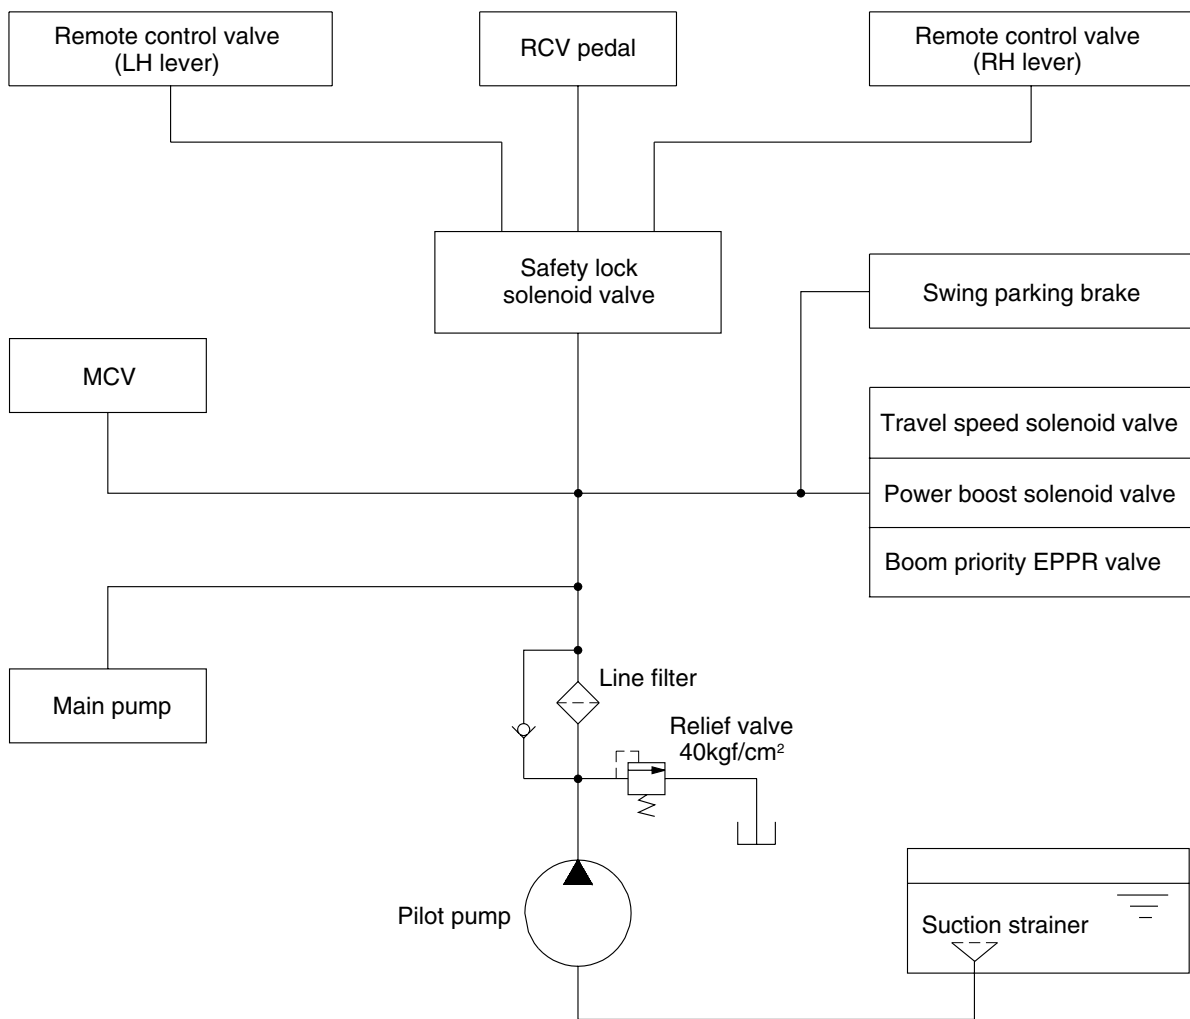 Remote control valve
(LH lever)
RCV pedal
Remote control valve
(RH lever)
Safety lock
solenoid valve
Swing parking brake
MCV
Travel speed solenoid valve
Power boost solenoid valve
Boom priority EPPR valve
Line filter
Main pump
Relief valve
40kgf/cm²
Pilot pump
Suction strainer